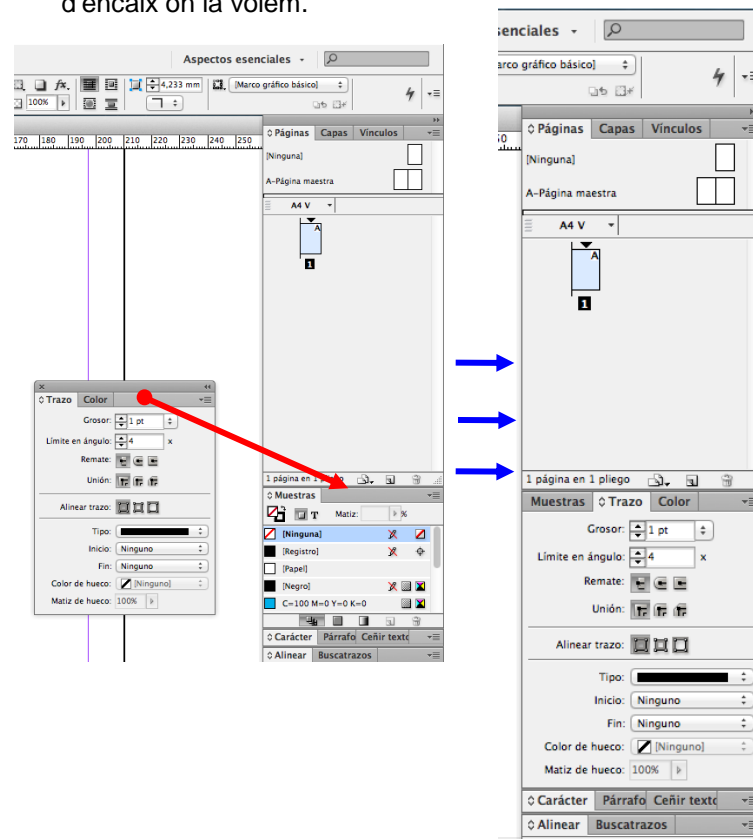 d'encaix on la volem.
Aspectos esenciales
fx. 4,233 mm [Marco gráfico básico]
100%
170 180 190 200 210 220 230 240 250
Páginas Capas Vínculos
[Ninguna]
A-Página maestra
A4 V
A
1
Trazo Color
Grosor: 1 pt
Límite en ángulo: 4 x
Remate:
Unión:
Alinear trazo:
Tipo:
Inicio: Ninguno
Fin: Ninguno
Color de hueco: [Ninguno]
Matiz de hueco: 100%
1 página en 1 pliego
Muestras
T Matiz: %
[Ninguna]
[Registro]
[Papel]
[Negro]
C=100 M=0 Y=0 K=0
Carácter Párrafo Ceñir texto
Alinear Buscatrazos
enciales
arco gráfico básico]
Páginas Capas Vínculos
[Ninguna]
A-Página maestra
A4 V
A
1
1 página en 1 pliego
Muestras Trazo Color
Grosor: 1 pt
Límite en ángulo: 4 x
Remate:
Unión:
Alinear trazo:
Tipo:
Inicio: Ninguno
Fin: Ninguno
Color de hueco: [Ninguno]
Matiz de hueco: 100%
Carácter Párrafo Ceñir texto
Alinear Buscatrazos